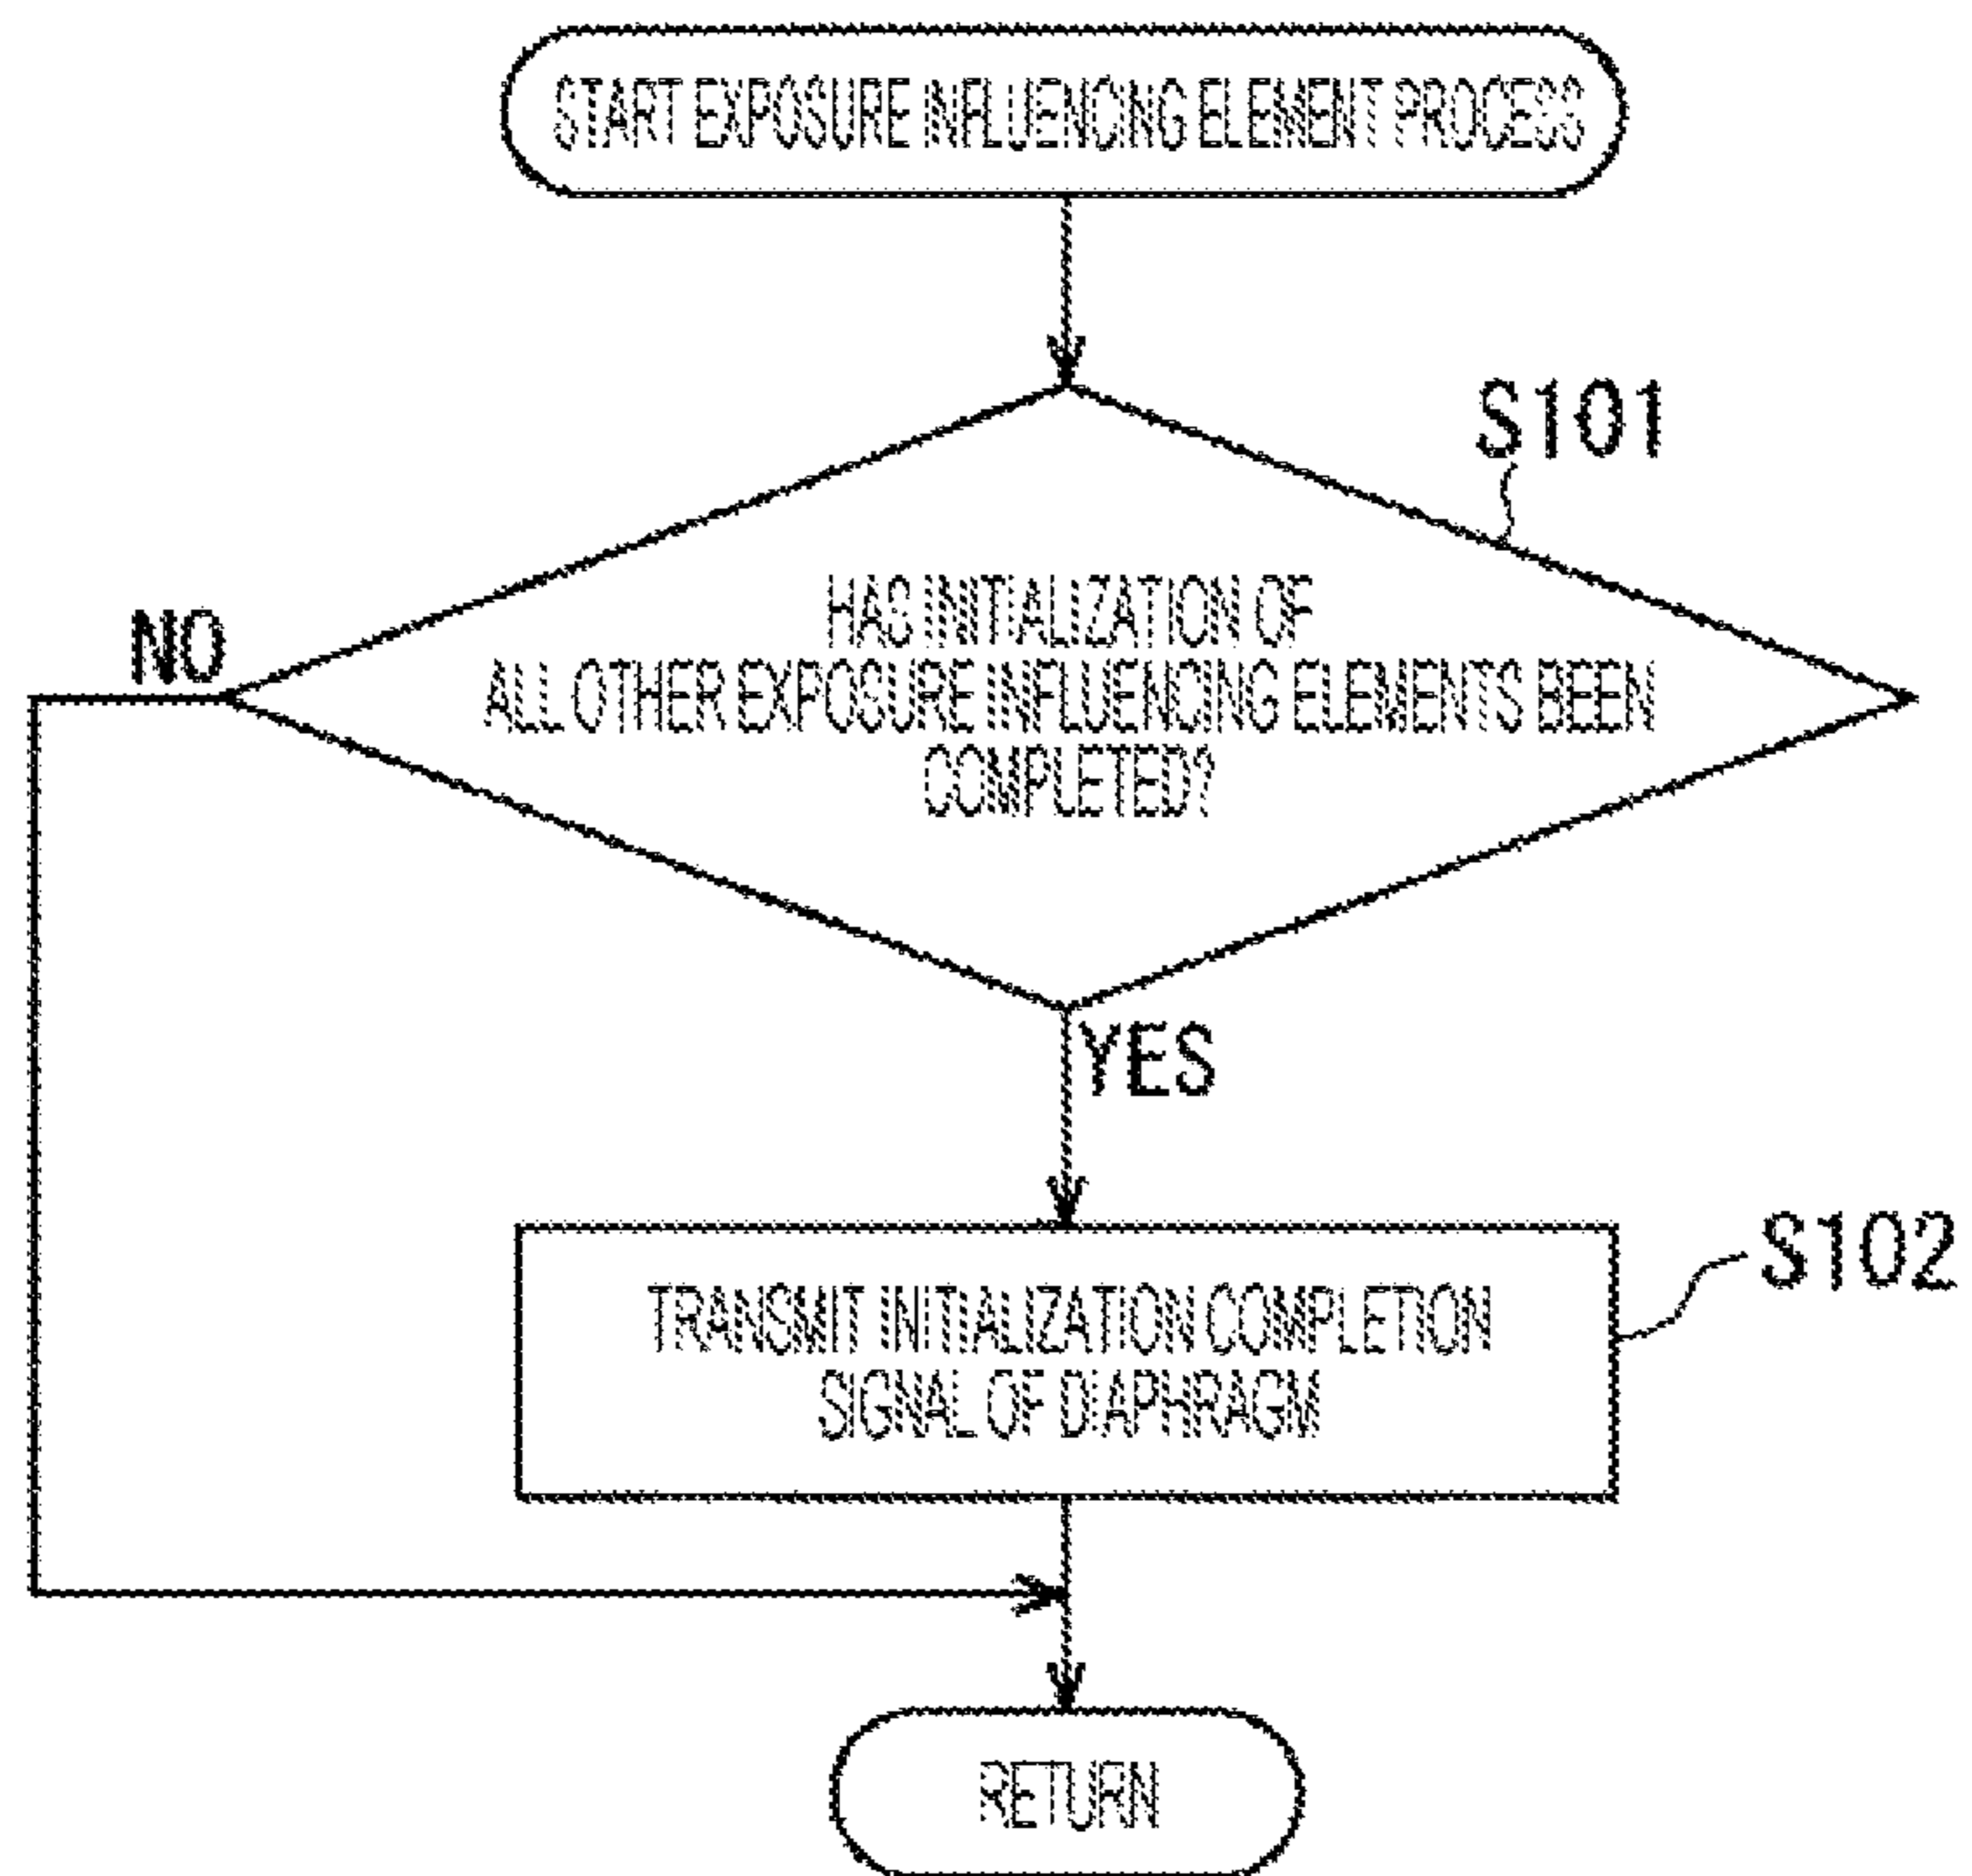 START EXPOSURE INFLUENCING ELEMENT PROCESS
S101
HAS INITIALIZATION OF
ALL OTHER EXPOSURE INFLUENCING ELEMENTS BEEN
COMPLETED?
NO
YES
TRANSMIT INITIALIZATION COMPLETION
SIGNAL OF DIAPHRAGM
S102
RETURN